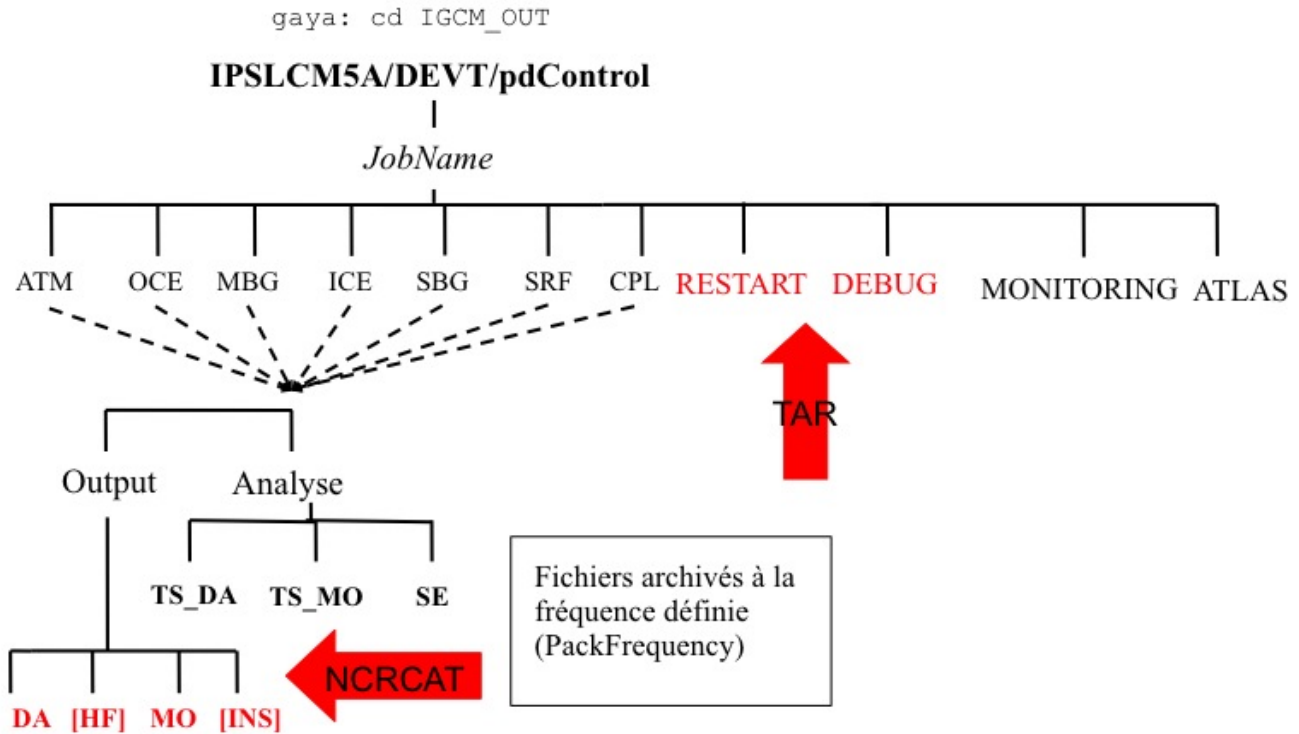 gaya: cd IGCM_OUT
IPSLCM5A/DEVT/pdControl
JobName
ATM OCE MBG ICE SBG SRF CPL RESTART DEBUG MONITORING ATLAS
TAR
Output Analyse
TS_DA TS_MO SE
Fichiers archivés à la
fréquence définie
(PackFrequency)
NCRCAT
DA [HF] MO [INS]